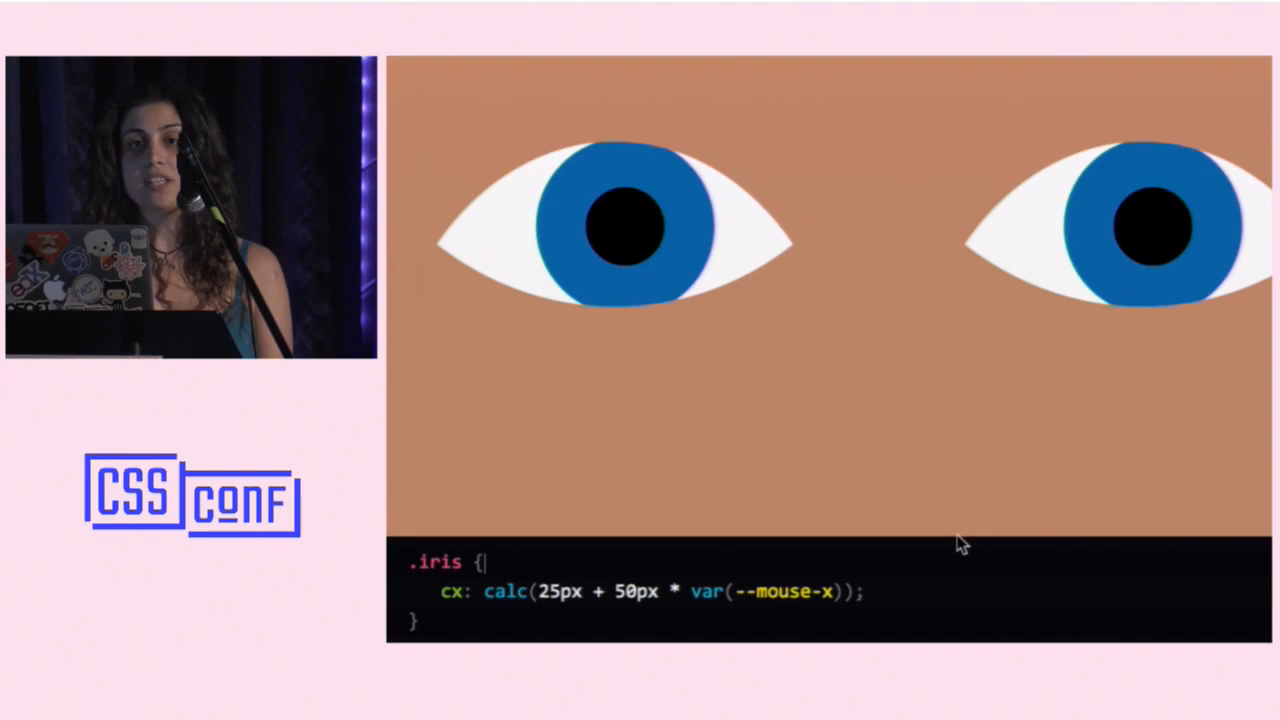 CSS
CONF
.iris {
cx: calc(25px + 50px * var(--mouse-x));
}